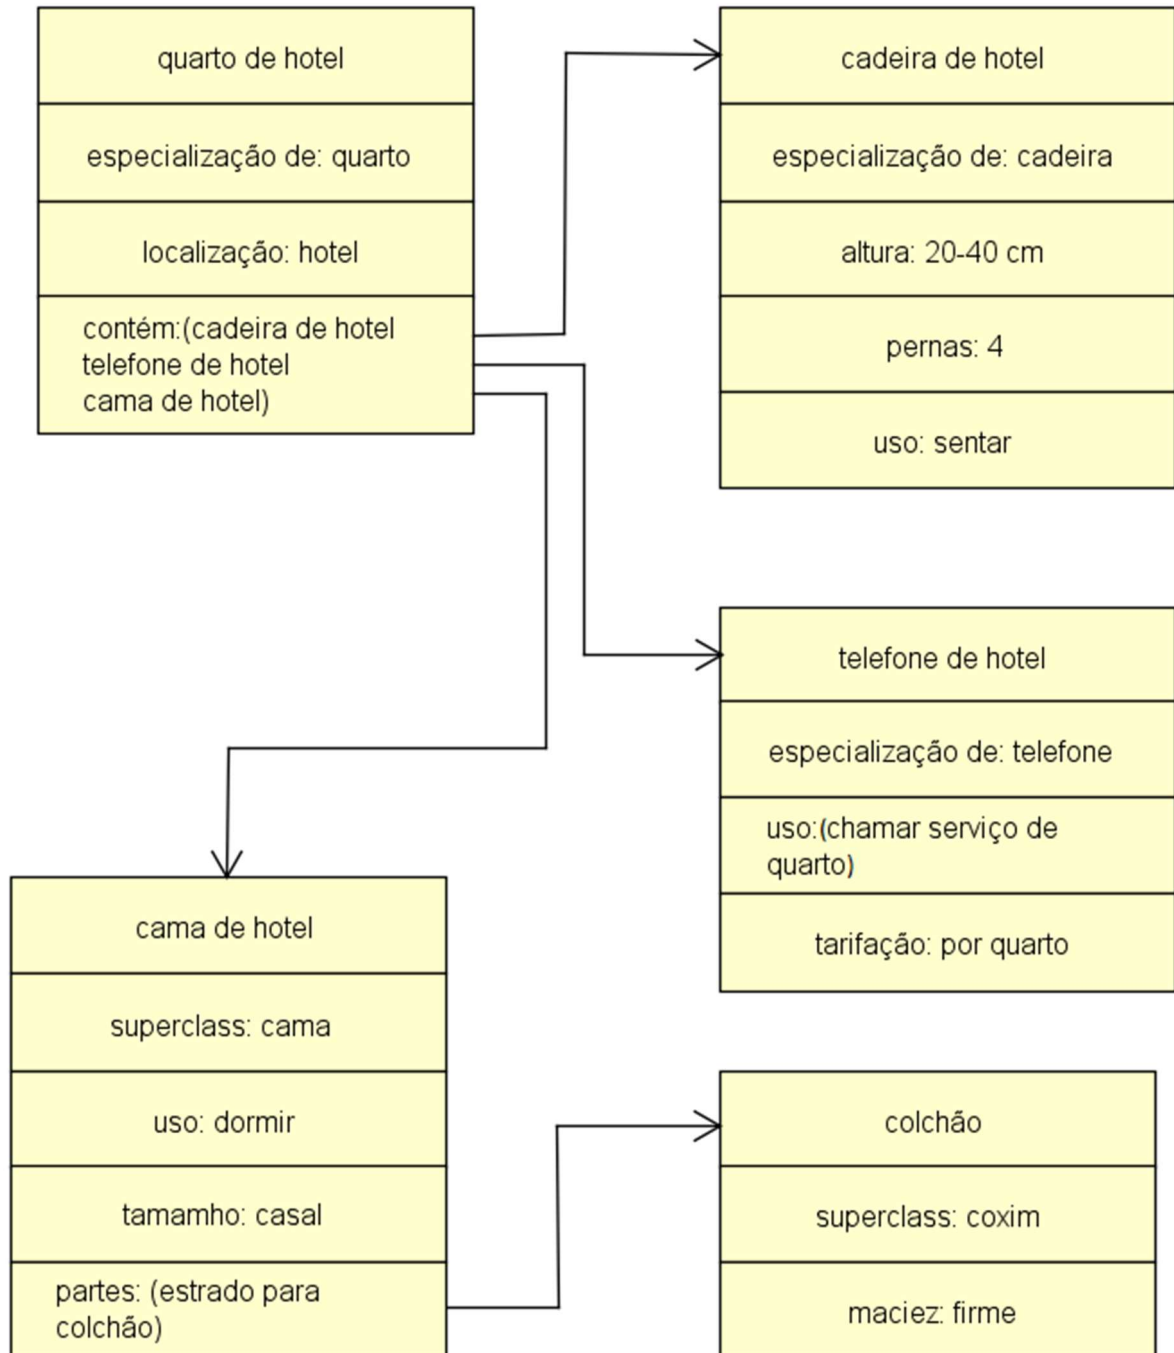 quarto de hotel
especialização de: quarto
localização: hotel
contém:(cadeira de hotel
telefone de hotel
cama de hotel)
cadeira de hotel
especialização de: cadeira
altura: 20-40 cm
pernas: 4
uso: sentar
telefone de hotel
especialização de: telefone
uso:(chamar serviço de
quarto)
tarifação: por quarto
cama de hotel
superclass: cama
uso: dormir
tamamho: casal
partes: (estrado para
colchão)
colchão
superclass: coxim
maciez: firme